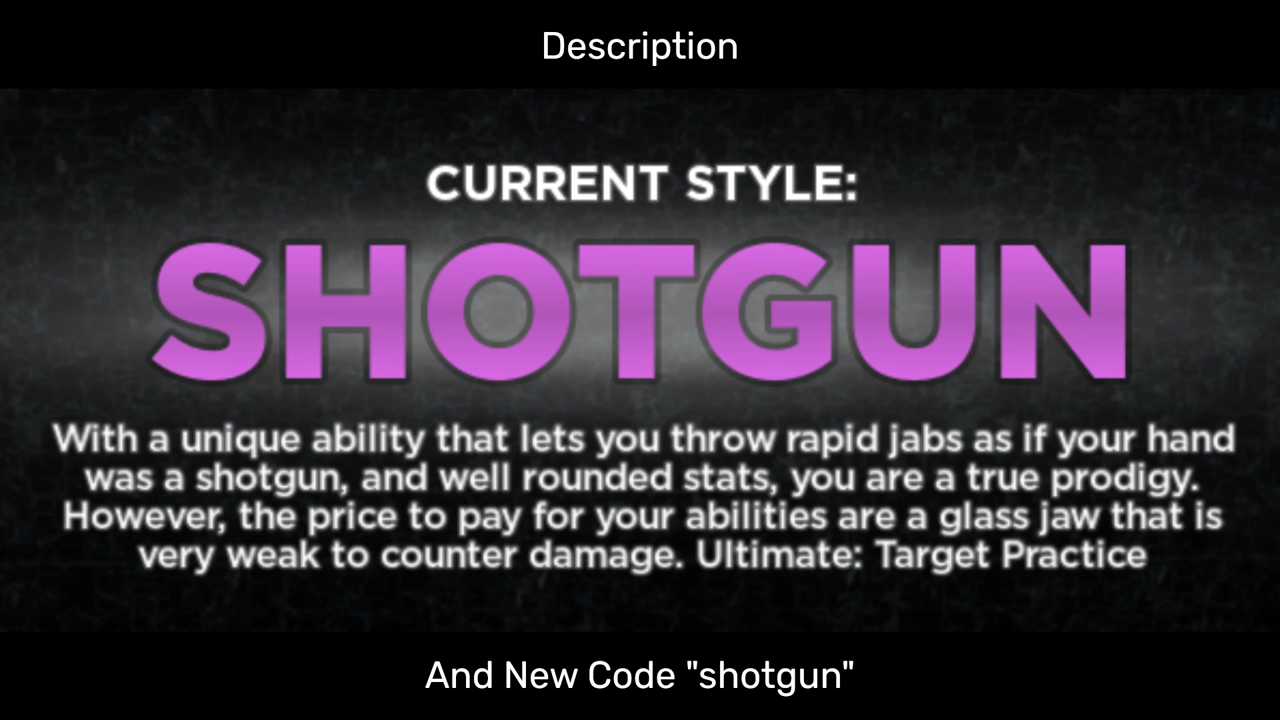 Description
CURRENT STYLE:
SHOTGUN
With a unique ability that lets you throw rapid jabs as if your hand
was a shotgun, and well rounded stats, you are a true prodigy.
However, the price to pay for your abilities are a glass jaw that is
very weak to counter damage. Ultimate: Target Practice
And New Code "shotgun"